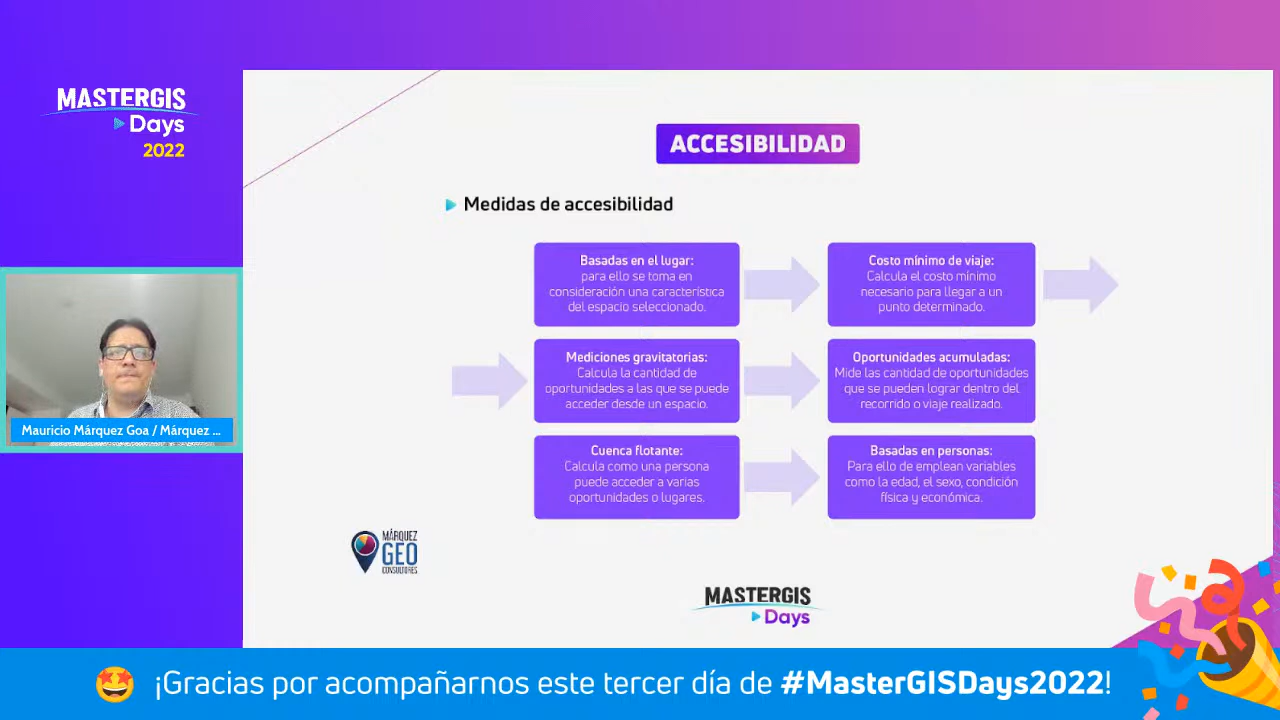 MASTERGIS
Days
2022
ACCESIBILIDAD
Medidas de accesibilidad
Basadas en el lugar:
para ello se toma en
consideración una característica
del espacio seleccionado.
Costo mínimo de viaje:
Calcula el costo mínimo
necesario para llegar a un
punto determinado.
Mediciones gravitatorias:
Calcula la cantidad de
oportunidades a las que se puede
acceder desde un espacio.
Oportunidades acumuladas:
Mide las cantidad de oportunidades
que se pueden lograr dentro del
recorrido o viaje realizado.
Cuenca flotante:
Calcula como una persona
puede acceder a varias
oportunidades o lugares.
Basadas en personas:
Para ello de emplean variables
como la edad, el sexo, condición
física y económica.
Mauricio Márquez Goa / Márquez ...
MÁRQUEZ
GEO
CONSULTORES
MASTERGIS
Days
¡Gracias por acompañarnos este tercer día de #MasterGISDays2022!